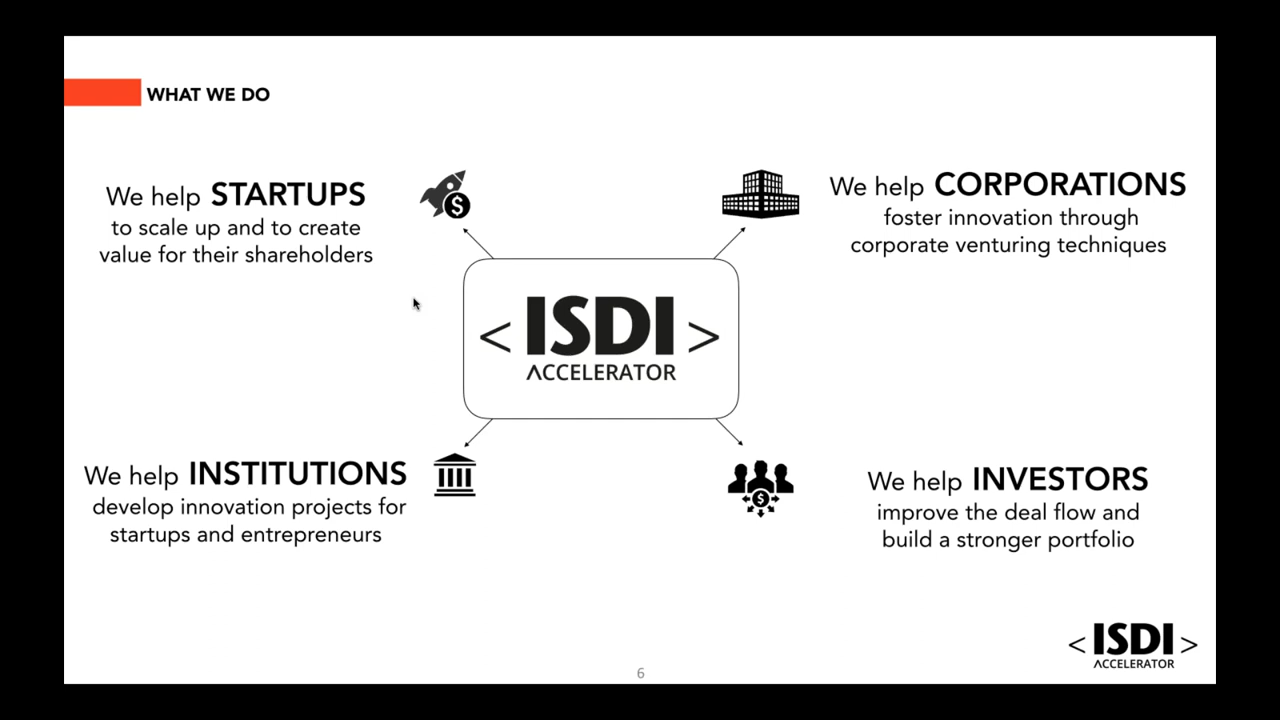 WHAT WE DO
We help STARTUPS
to scale up and to create
value for their shareholders
We help CORPORATIONS
foster innovation through
corporate venturing techniques
< ISDI >
ACCELERATOR
We help INSTITUTIONS
develop innovation projects for
startups and entrepreneurs
We help INVESTORS
improve the deal flow and
build a stronger portfolio
< ISDI >
ACCELERATOR
6